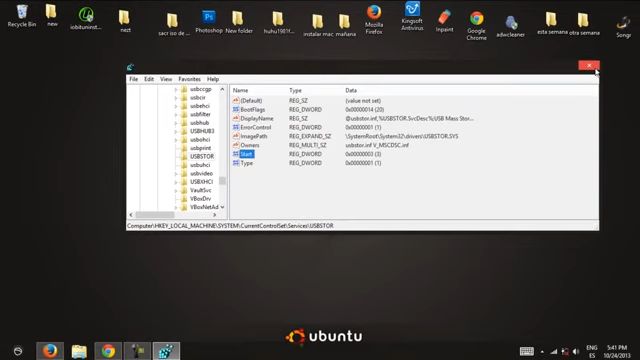 Recycle Bin
new
iobituninst...
nezt
sacr iso de...
Photoshop
New folder
huhu1981f...
instalar mac
mañana
Mozilla Firefox
Kingsoft Antivirus
Inpaint
Google Chrome
adwcleaner
esta semana
otra semana
Songr
File Edit View Favorites Help
Name Type Data
usbccgp
usbcir
usbehci
usbfilter
usbhub
USBHUB3
usbohci
usbprint
USBSTOR
usbuhci
usbvideo
USBXHCI
VaultSvc
VBoxDrv
VBoxNetAd
(Default) REG_SZ (value not set)
BootFlags REG_DWORD 0x00000014 (20)
DisplayName REG_SZ @usbstor.inf,%USBSTOR.SvcDesc%;USB Mass Stor...
ErrorControl REG_DWORD 0x00000001 (1)
ImagePath REG_EXPAND_SZ \SystemRoot\System32\drivers\USBSTOR.SYS
Owners REG_MULTI_SZ usbstor.inf V_MSCDSC.inf
Start REG_DWORD 0x00000003 (3)
Type REG_DWORD 0x00000001 (1)
Computer\HKEY_LOCAL_MACHINE\SYSTEM\CurrentControlSet\Services\USBSTOR
ubuntu
ENG
ES
5:41 PM
10/24/2013